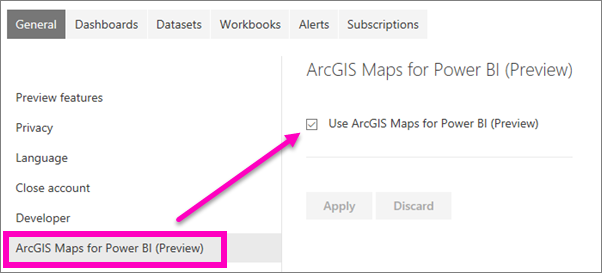 General Dashboards Datasets Workbooks Alerts Subscriptions
ArcGIS Maps for Power BI (Preview)
Preview features
Privacy
Language
Close account
Developer
ArcGIS Maps for Power BI (Preview)
Use ArcGIS Maps for Power BI (Preview)
Apply Discard